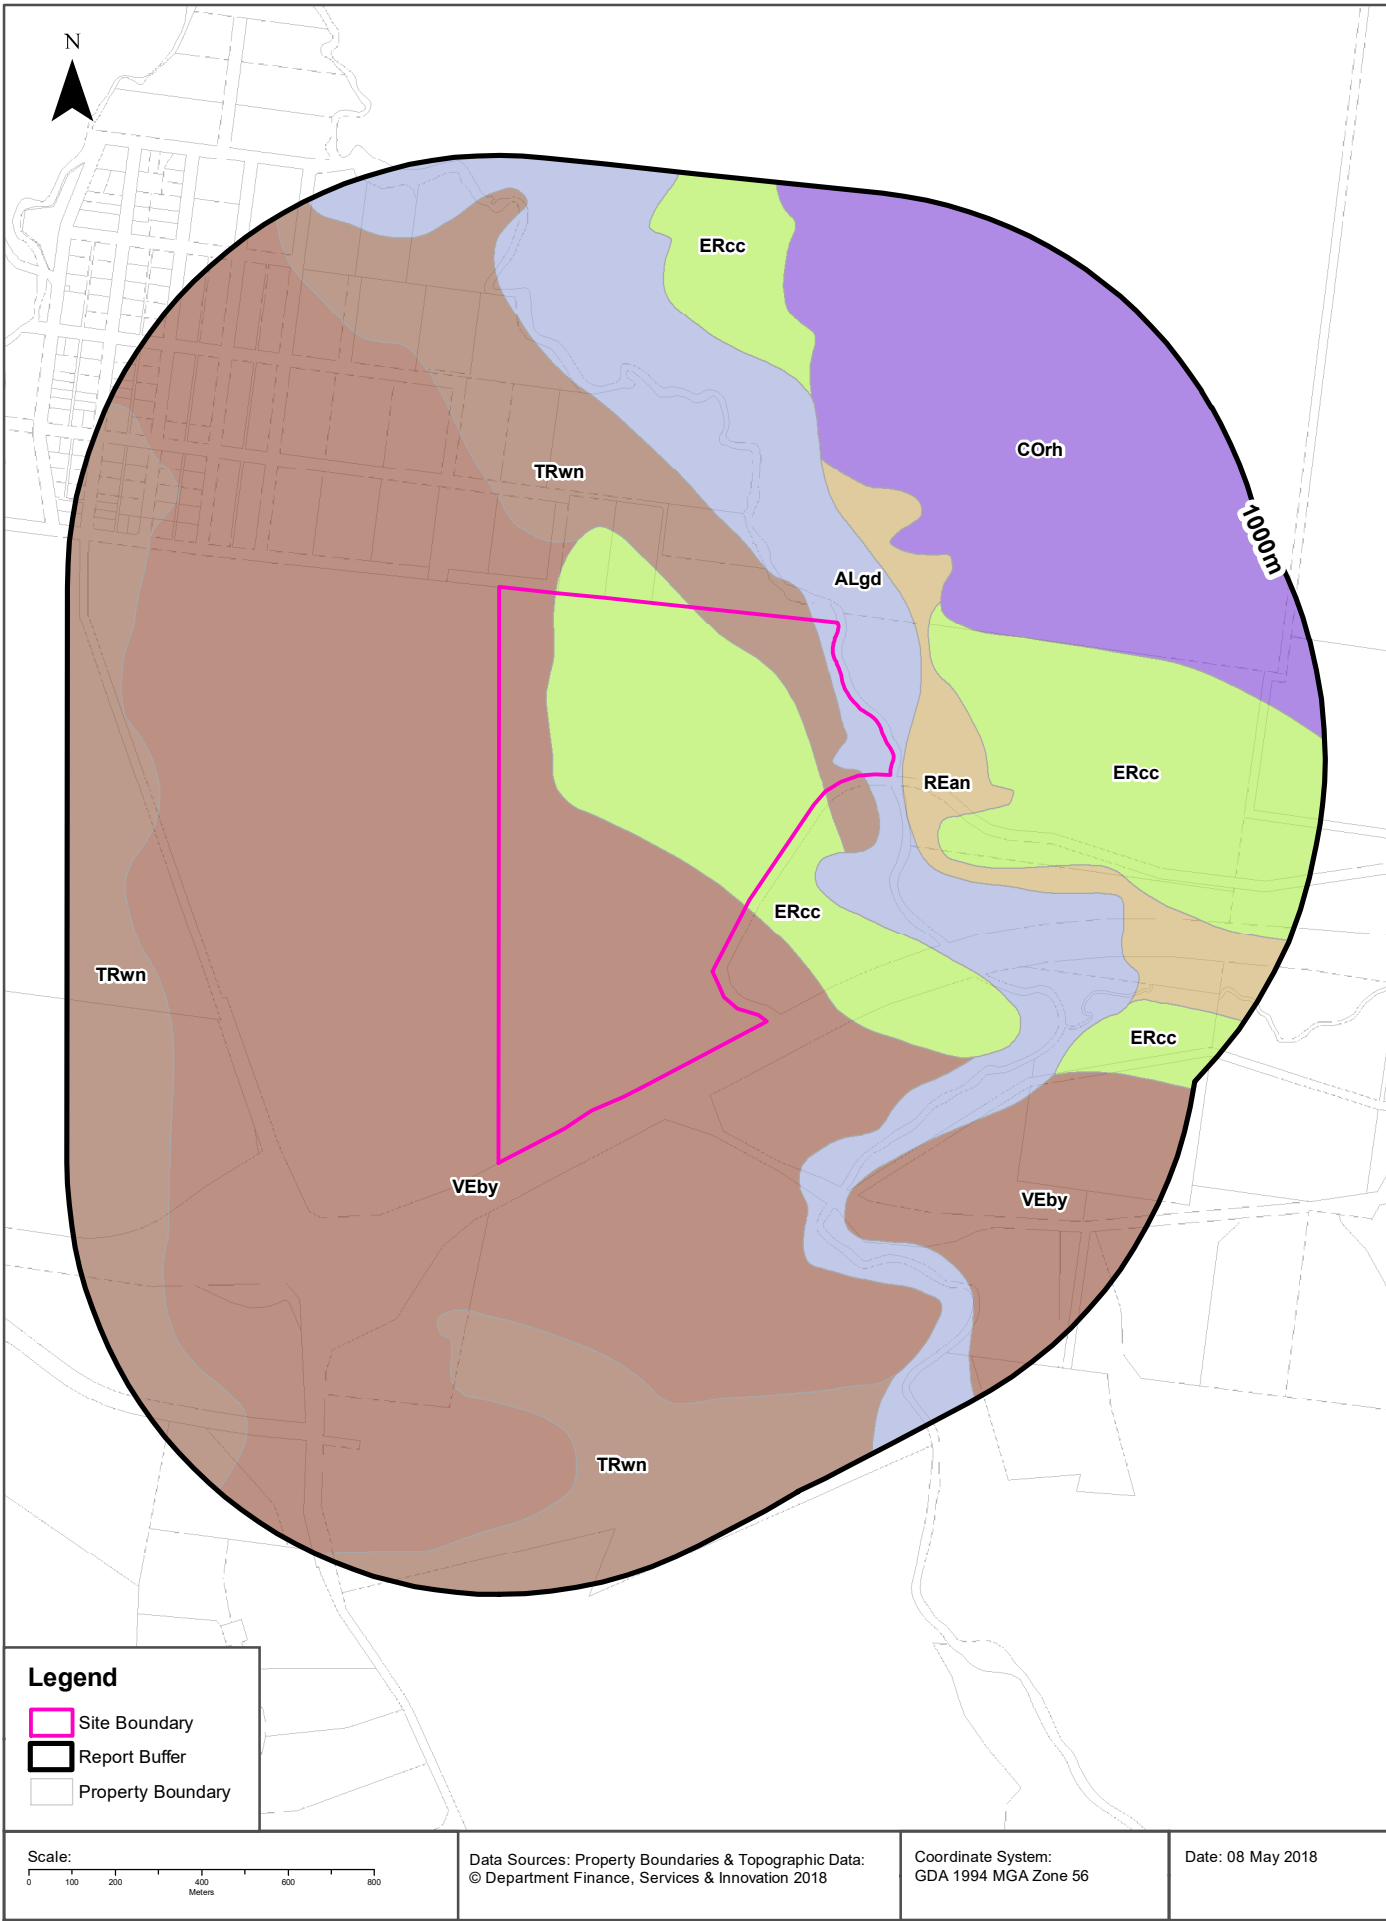 N
ERcc
COrh
TRwn
1000m
ALgd
ERcc
REan
ERcc
TRwn
ERcc
VEby
VEby
TRwn
Legend
Site Boundary
Report Buffer
Property Boundary
Scale:
0 100 200 400 600 800
Meters
Data Sources: Property Boundaries & Topographic Data:
© Department Finance, Services & Innovation 2018
Coordinate System:
GDA 1994 MGA Zone 56
Date: 08 May 2018